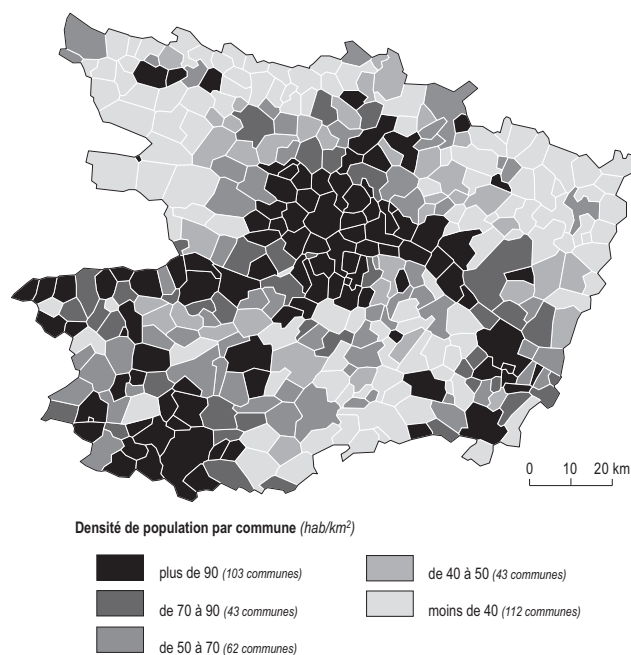 0 10 20 km
Densité de population par commune (hab/km²)
plus de 90 (103 communes)
de 70 à 90 (43 communes)
de 50 à 70 (62 communes)
de 40 à 50 (43 communes)
moins de 40 (112 communes)